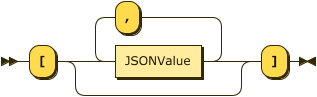 ,
[ JSONValue ]